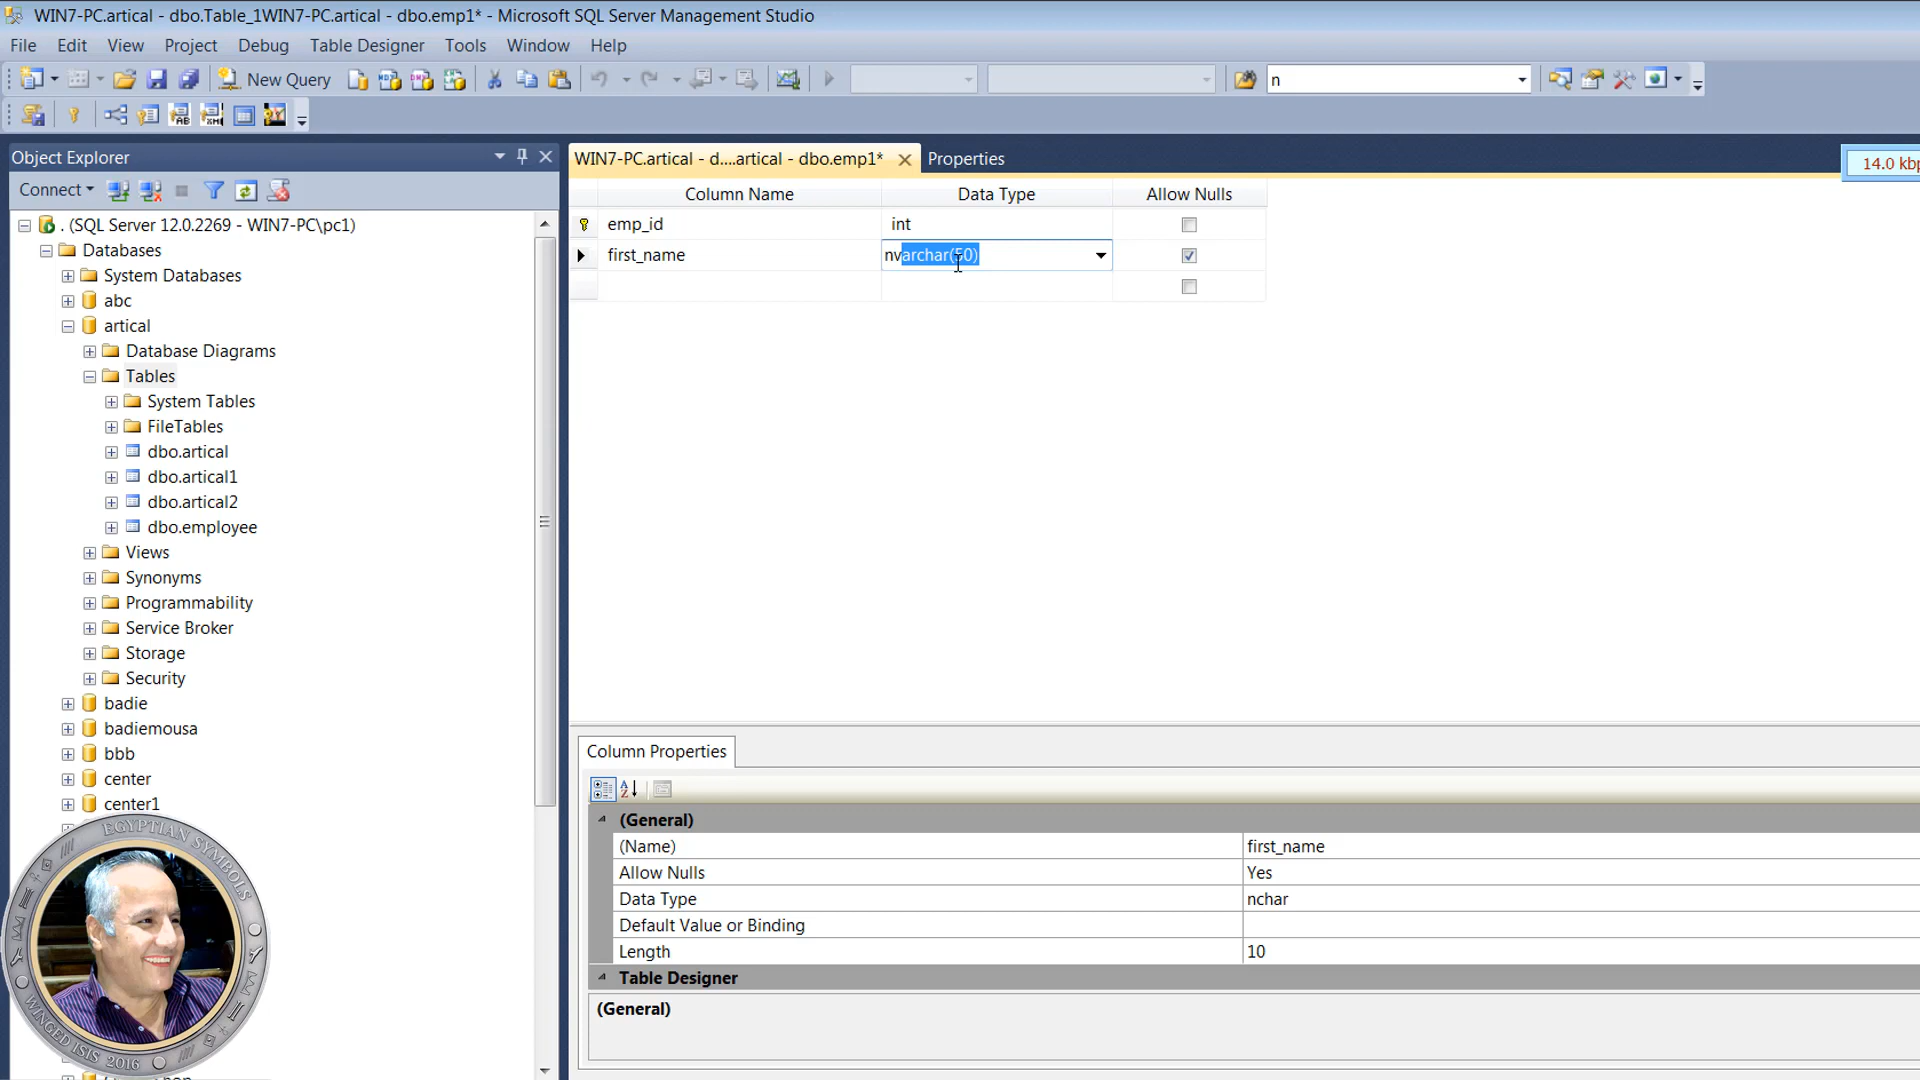 WIN7-PC.artical - dbo.Table_1WIN7-PC.artical - dbo.emp1* - Microsoft SQL Server Management Studio
File Edit View Project Debug Table Designer Tools Window Help
New Query n
Object Explorer
Connect
. (SQL Server 12.0.2269 - WIN7-PC\pc1)
Databases
System Databases
abc
artical
Database Diagrams
Tables
System Tables
FileTables
dbo.artical
dbo.artical1
dbo.artical2
dbo.employee
Views
Synonyms
Programmability
Service Broker
Storage
Security
badie
badiemousa
bbb
center
center1
WIN7-PC.artical - d....artical - dbo.emp1* Properties
14.0 kbp
Column Name Data Type Allow Nulls
emp_id int
first_name nvarchar(50)
Column Properties
(General)
(Name) first_name
Allow Nulls Yes
Data Type nchar
Default Value or Binding
Length 10
Table Designer
(General)
EGYPTIAN SYMBOLS
WINGED ISIS 2016